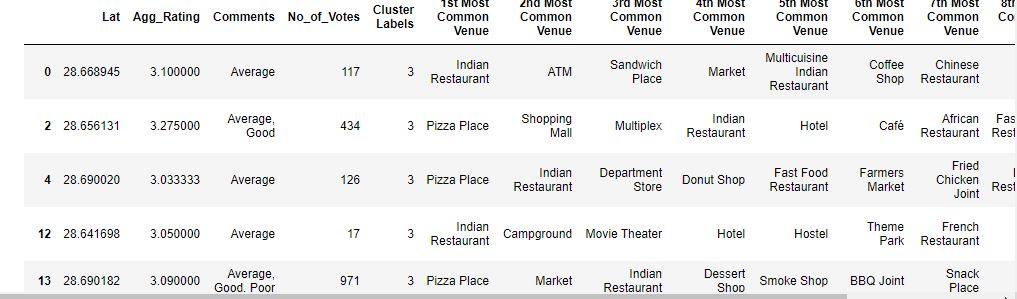 Lat Agg_Rating Comments No_of_Votes Cluster Labels 1st Most Common Venue 2nd Most Common Venue 3rd Most Common Venue 4th Most Common Venue 5th Most Common Venue 6th Most Common Venue 7th Most Common Venue
0 28.668945 3.100000 Average 117 3 Indian Restaurant ATM Sandwich Place Market Multicuisine Indian Restaurant Coffee Shop Chinese Restaurant
2 28.656131 3.275000 Average, Good 434 3 Pizza Place Shopping Mall Multiplex Indian Restaurant Hotel Café African Restaurant
4 28.690020 3.033333 Average 126 3 Pizza Place Indian Restaurant Department Store Donut Shop Fast Food Restaurant Farmers Market Fried Chicken Joint
12 28.641698 3.050000 Average 17 3 Indian Restaurant Campground Movie Theater Hotel Hostel Theme Park French Restaurant
13 28.690182 3.090000 Average, Good, Poor 971 3 Pizza Place Market Indian Restaurant Dessert Shop Smoke Shop BBQ Joint Snack Place